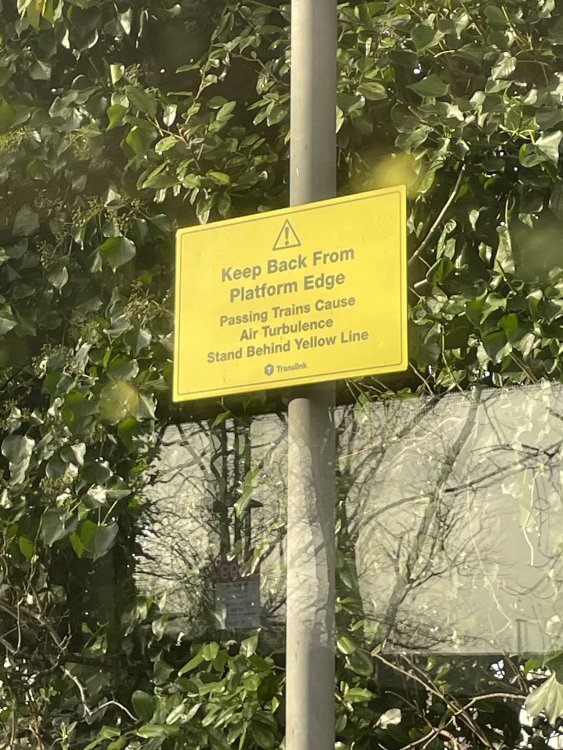 Keep Back From
Platform Edge
Passing Trains Cause
Air Turbulence
Stand Behind Yellow Line
Translink